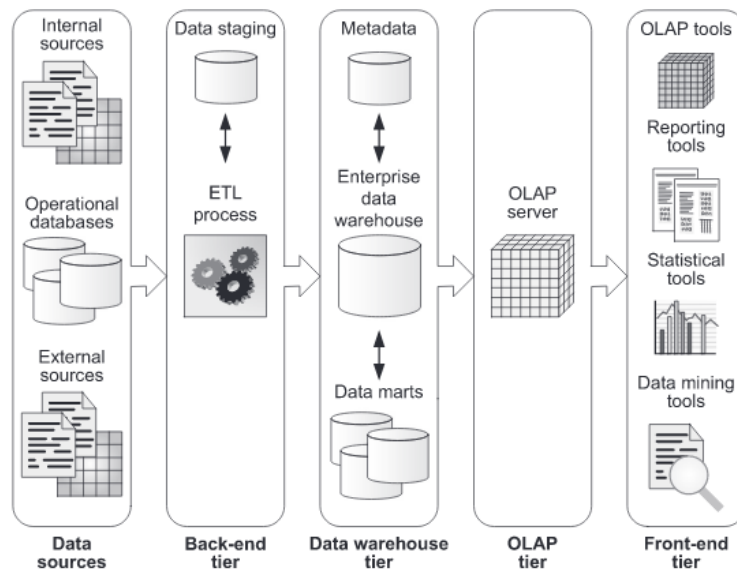 Internal
sources
Operational
databases
External
sources
Data
sources
Data staging
ETL
process
Back-end
tier
Metadata
Enterprise
data
warehouse
Data marts
Data warehouse
tier
OLAP
server
OLAP
tier
OLAP tools
Reporting
tools
Statistical
tools
Data mining
tools
Front-end
tier